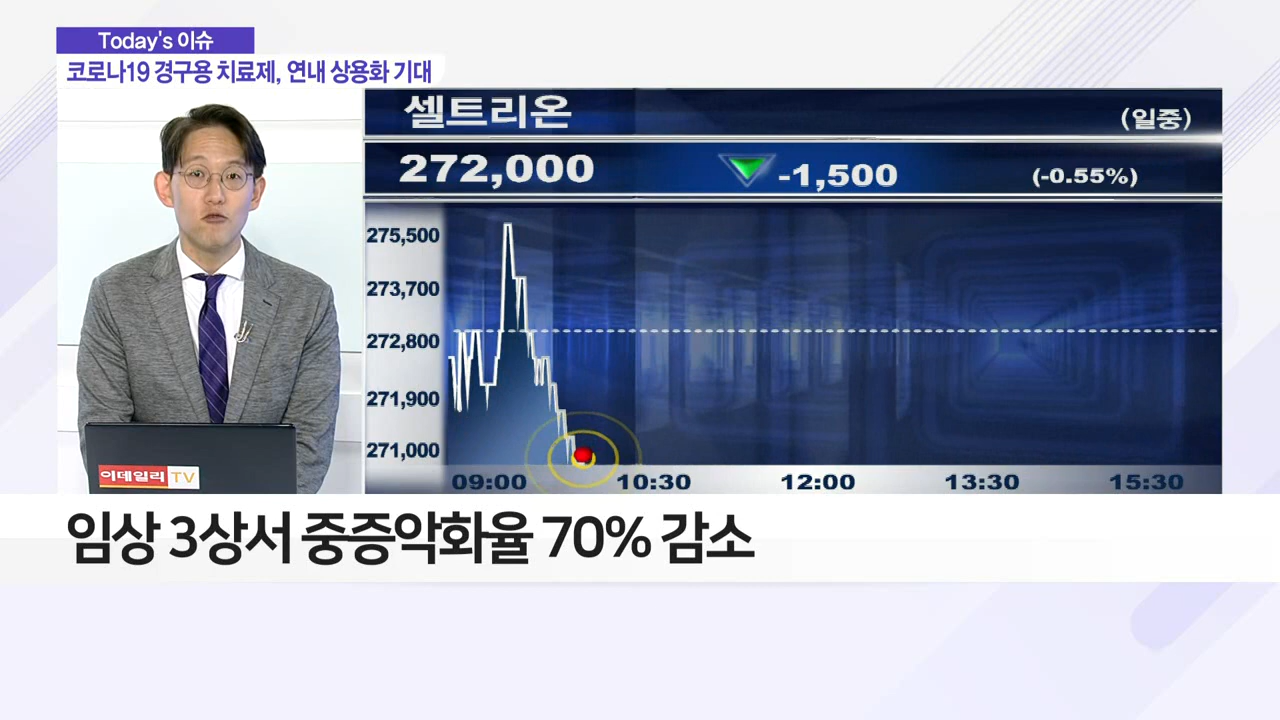 Today's 이슈
코로나19 경구용 치료제, 연내 상용화 기대
셀트리온
(일중)
272,000 -1,500 (-0.55%)
275,500
273,700
272,800
271,900
271,000
09:00 10:30 12:00 13:30 15:30
이데일리 TV
임상 3상서 중증악화율 70% 감소